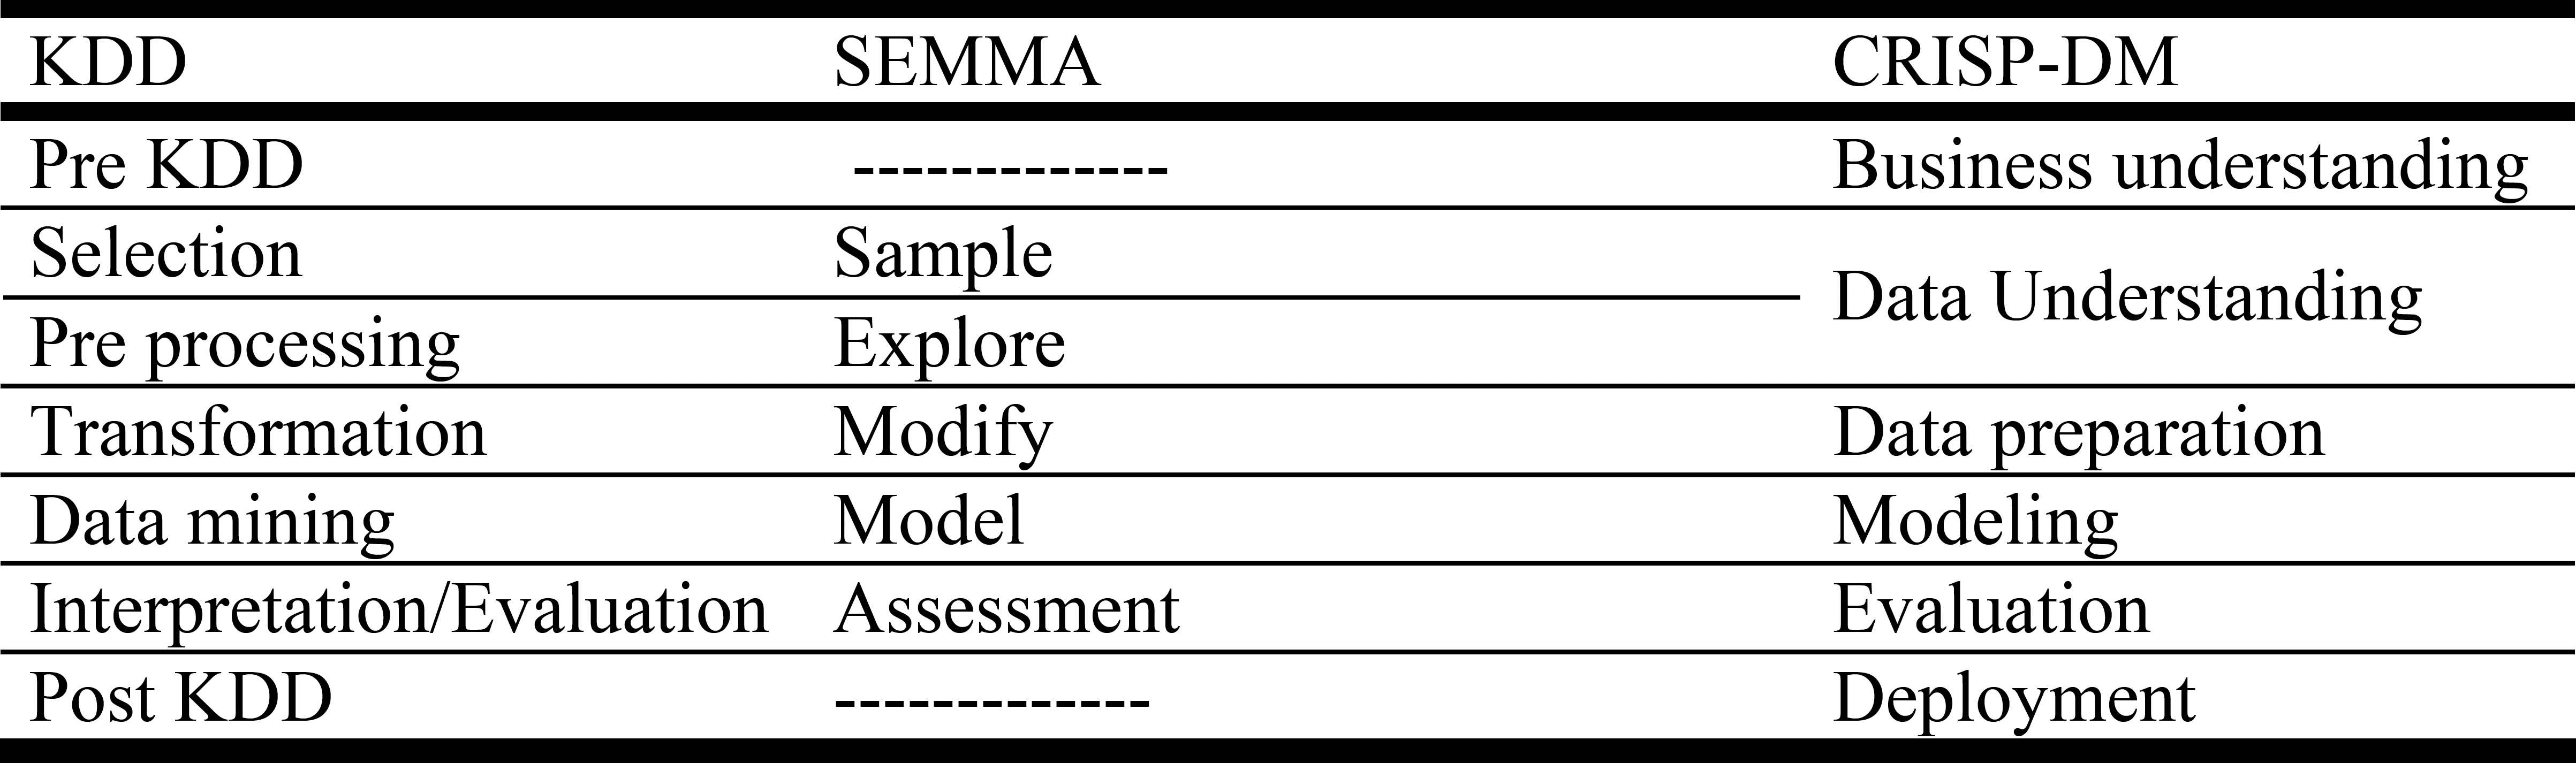 KDD SEMMA CRISP-DM
Pre KDD ------------- Business understanding
Selection Sample
Data Understanding
Pre processing Explore
Transformation Modify Data preparation
Data mining Model Modeling
Interpretation/Evaluation Assessment Evaluation
Post KDD ------------- Deployment